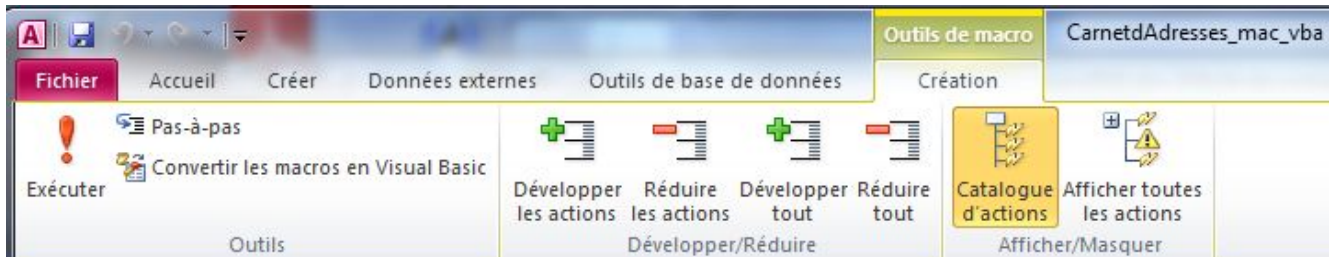 A
Outils de macro
CarnetdAdresses_mac_vba
Fichier
Accueil
Créer
Données externes
Outils de base de données
Création
Exécuter
Pas-à-pas
Convertir les macros en Visual Basic
Développer
les actions
Réduire
les actions
Développer
tout
Réduire
tout
Catalogue
d'actions
Afficher toutes
les actions
Outils
Développer/Réduire
Afficher/Masquer